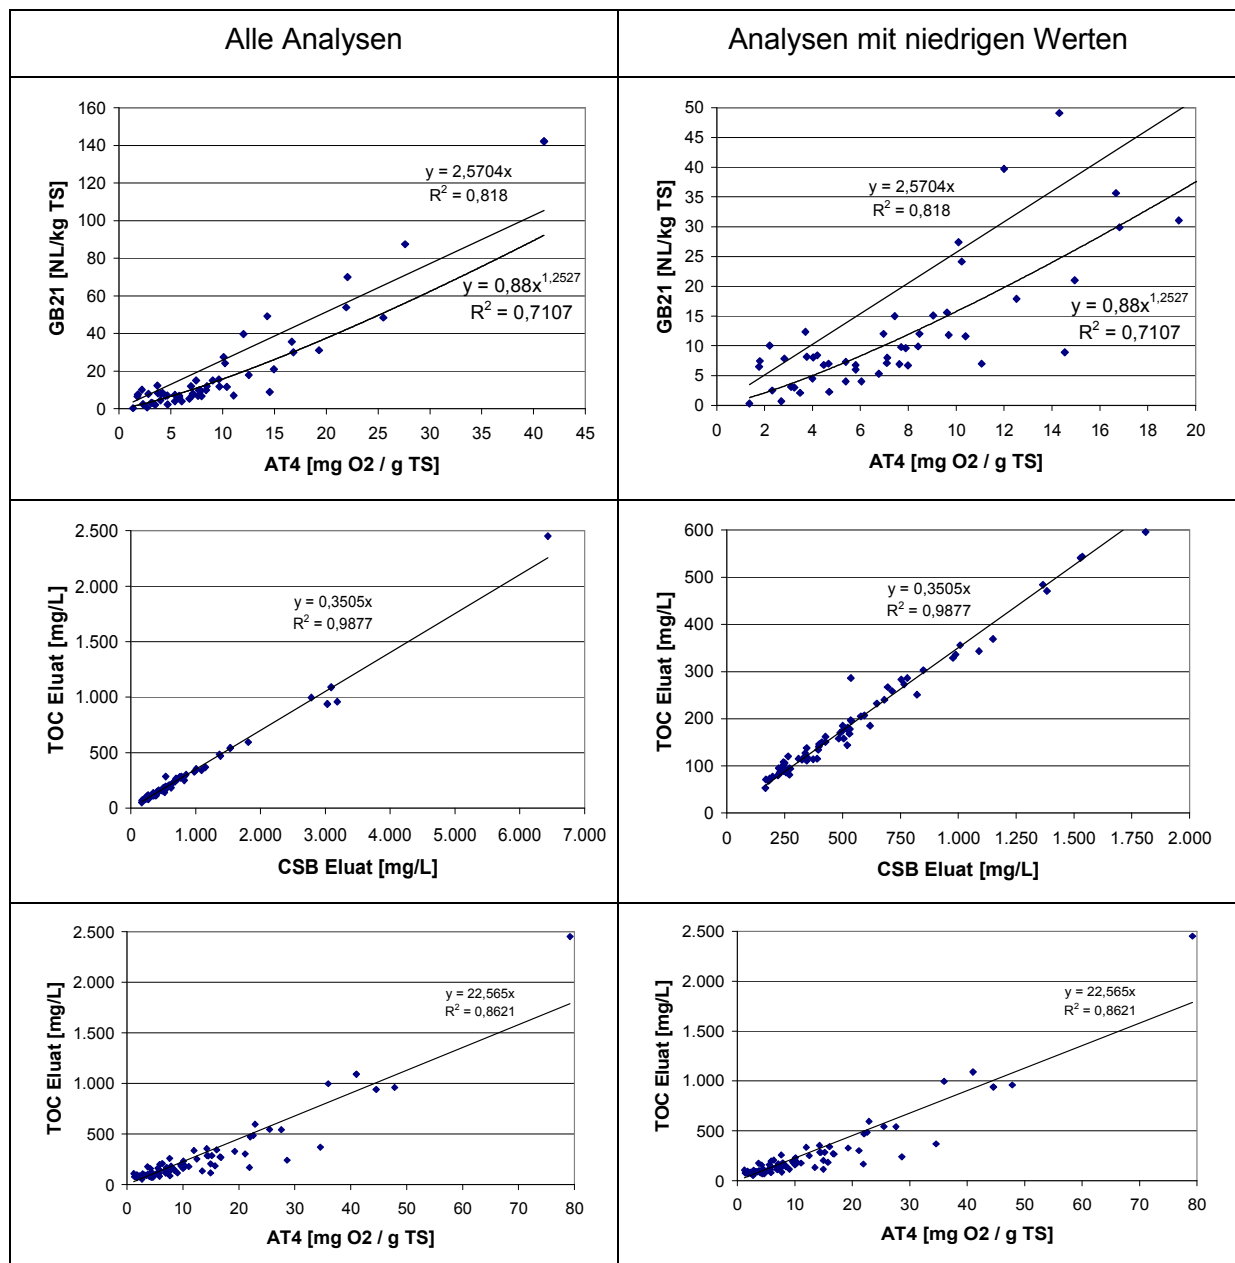 Alle Analysen
Analysen mit niedrigen Werten
GB21 [NL/kg TS]
160
140
120
100
80
60
40
20
0
y = 2,5704x
R² = 0,818
y = 0,88x^1,2527
R² = 0,7107
0 5 10 15 20 25 30 35 40 45
AT4 [mg O2 / g TS]
GB21 [NL/kg TS]
50
45
40
35
30
25
20
15
10
5
0
y = 2,5704x
R² = 0,818
y = 0,88x^1,2527
R² = 0,7107
0 2 4 6 8 10 12 14 16 18 20
AT4 [mg O2 / g TS]
TOC Eluat [mg/L]
2.500
2.000
1.500
1.000
500
0
y = 0,3505x
R² = 0,9877
0 1.000 2.000 3.000 4.000 5.000 6.000 7.000
CSB Eluat [mg/L]
TOC Eluat [mg/L]
600
500
400
300
200
100
0
y = 0,3505x
R² = 0,9877
0 250 500 750 1.000 1.250 1.500 1.750 2.000
CSB Eluat [mg/L]
TOC Eluat [mg/L]
2.500
2.000
1.500
1.000
500
0
y = 22,565x
R² = 0,8621
0 10 20 30 40 50 60 70 80
AT4 [mg O2 / g TS]
TOC Eluat [mg/L]
2.500
2.000
1.500
1.000
500
0
y = 22,565x
R² = 0,8621
0 10 20 30 40 50 60 70 80
AT4 [mg O2 / g TS]